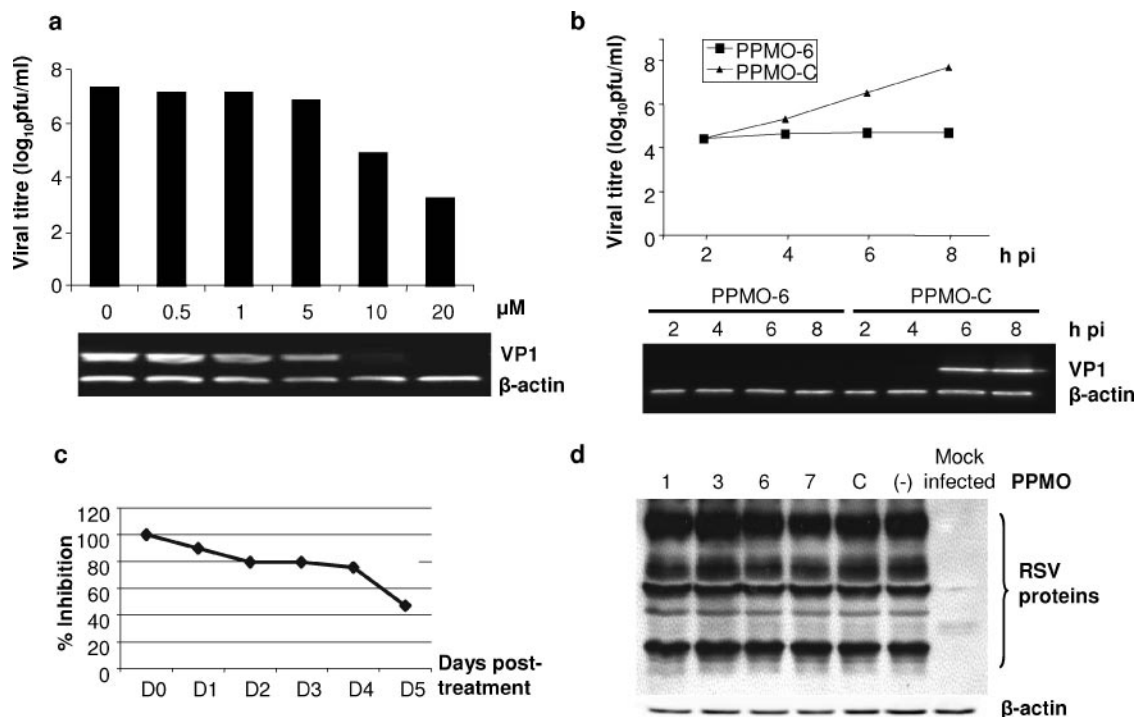 a
Viral titre (log10pfu/ml)
8
6
4
2
0
0 0.5 1 5 10 20 µM
VP1
β-actin
b
PPMO-6
PPMO-C
Viral titre (log10pfu/ml)
8
6
4
2
0
2 4 6 8 h pi
PPMO-6 PPMO-C
2 4 6 8 2 4 6 8 h pi
VP1
β-actin
c
% Inhibition
120
100
80
60
40
20
0
D0 D1 D2 D3 D4 D5
Days post-
treatment
d
1 3 6 7 C (-) Mock infected PPMO
RSV
proteins
β-actin